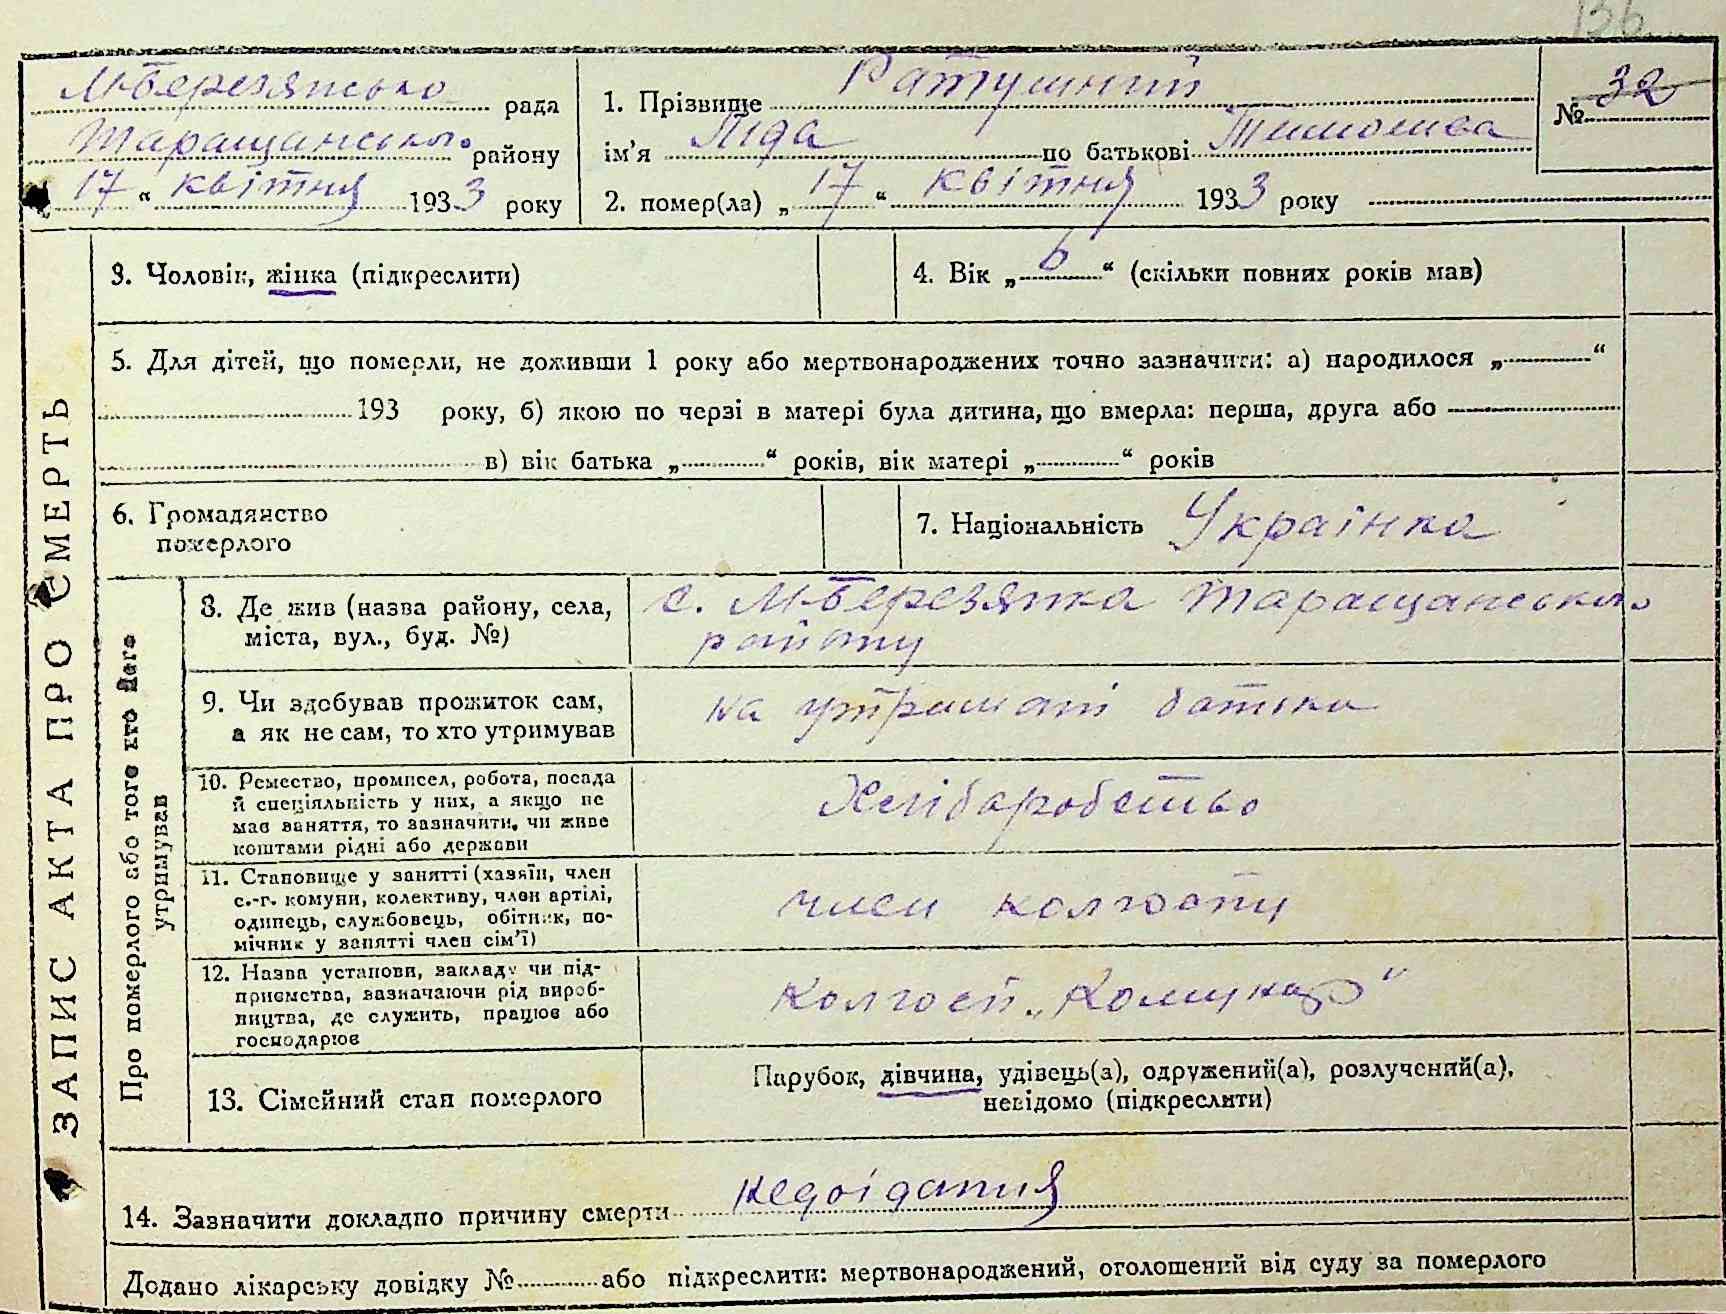 136
М-Березянсько рада
Таращанського району
„ 17 “ квітня 1933 року
1. Прізвище Ратушний
ім'я Ліда по батькові Тимошова
2. помер(ла) „ 17 “ квітня 1933 року
№ 32
ЗАПИС АКТА ПРО СМЕРТЬ
3. Чоловік, жінка (підкреслити)
4. Вік „ 6 “ (скільки повних років мав)
5. Для дітей, що померли, не доживши 1 року або мертвонароджених точно зазначити: а) народилося „ “
193 року, б) якою по черзі в матері була дитина, що вмерла: перша, друга або
в) вік батька „ “ років, вік матері „ “ років
6. Громадянство
померлого
7. Національність Українка
Про померлого або того хто його
утримував
8. Де жив (назва району, села,
міста, вул., буд. №)
с. М-Березянка Таращанського
району
9. Чи здобував прожиток сам,
а як не сам, то хто утримував
на утримані батька
10. Ремество, промисел, робота, посада
й спеціяльність у них, а якщо не
має заняття, то зазначити, чи живе
коштами рідні або держави
Хліборобство
11. Становище у занятті (хазяїн, член
с.-г. комуни, колективу, член артілі,
одинець, службовець, обітник, по-
мічник у занятті член сім'ї)
член колгоспу
12. Назва установи, закладу чи під-
приємства, зазначаючи рід вироб-
ництва, де служить, працює або
господарює
Колгосп „Комунар“
13. Сімейний стан померлого
Парубок, дівчина, удівець(а), одружений(а), розлучений(а),
невідомо (підкреслити)
14. Зазначити докладно причину смерти недоїдання
Додано лікарську довідку № або підкреслити: мертвонароджений, оголошений від суду за померлого